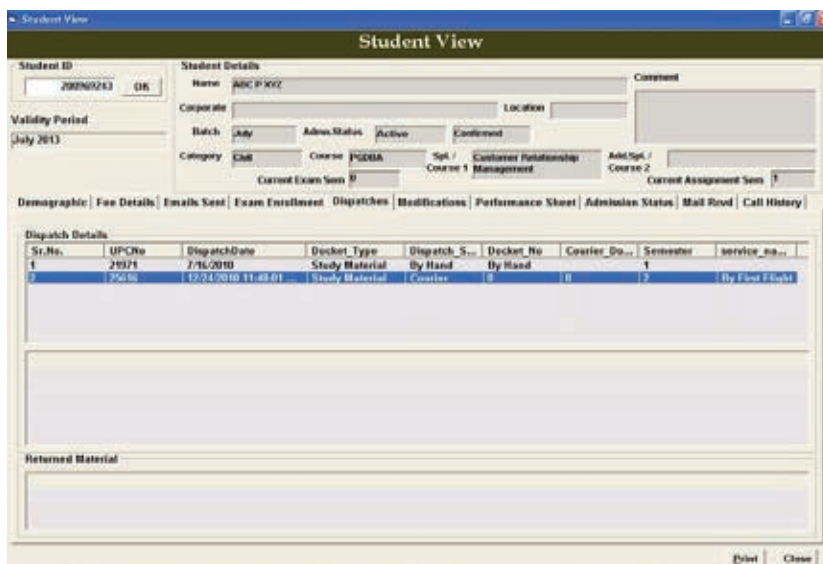 Student View
Student View
Student ID
200969243 OK
Validity Period
July 2013
Student Details
Name ABC P XYZ
Corporate Location
Batch July Admn.Status Active Confirmed
Category Course PGDBA Spl. / Course 1 Customer Relationship Management Add.Spl. / Course 2
Current Exam Sem 0 Current Assignment Sem 1
Comment
Demographic Fee Details Emails Sent Exam Enrollment Dispatches Modifications Performance Sheet Admission Status Mail Rcvd Call History
Dispatch Details
Sr.No. UPCNo DispatchDate Docket_Type Dispatch_S... Docket_No Courier_Do... Semester service_na...
1 21971 7/16/2010 Study Material By Hand By Hand 1
2 25616 12/24/2010 11:48:01 ... Study Material Courier 0 0 2 By First Flight
Returned Material
Print Close